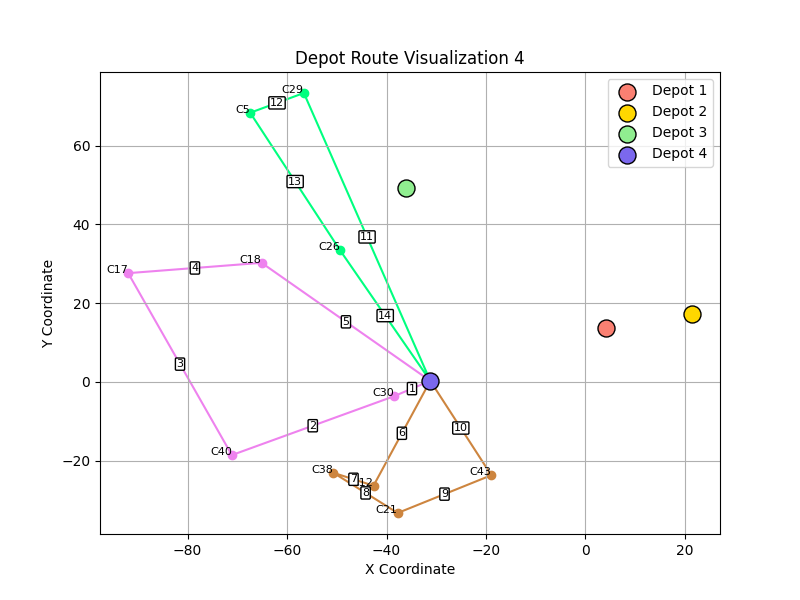 Depot Route Visualization 4
Depot 1
Depot 2
Depot 3
Depot 4
Y Coordinate
60
40
20
0
−20
C29
C5
12
13
C26
11
C17
4
C18
14
5
3
C30
1
2
6
10
C40
C38
7
12
8
C43
9
C21
−80
−60
−40
−20
0
20
X Coordinate